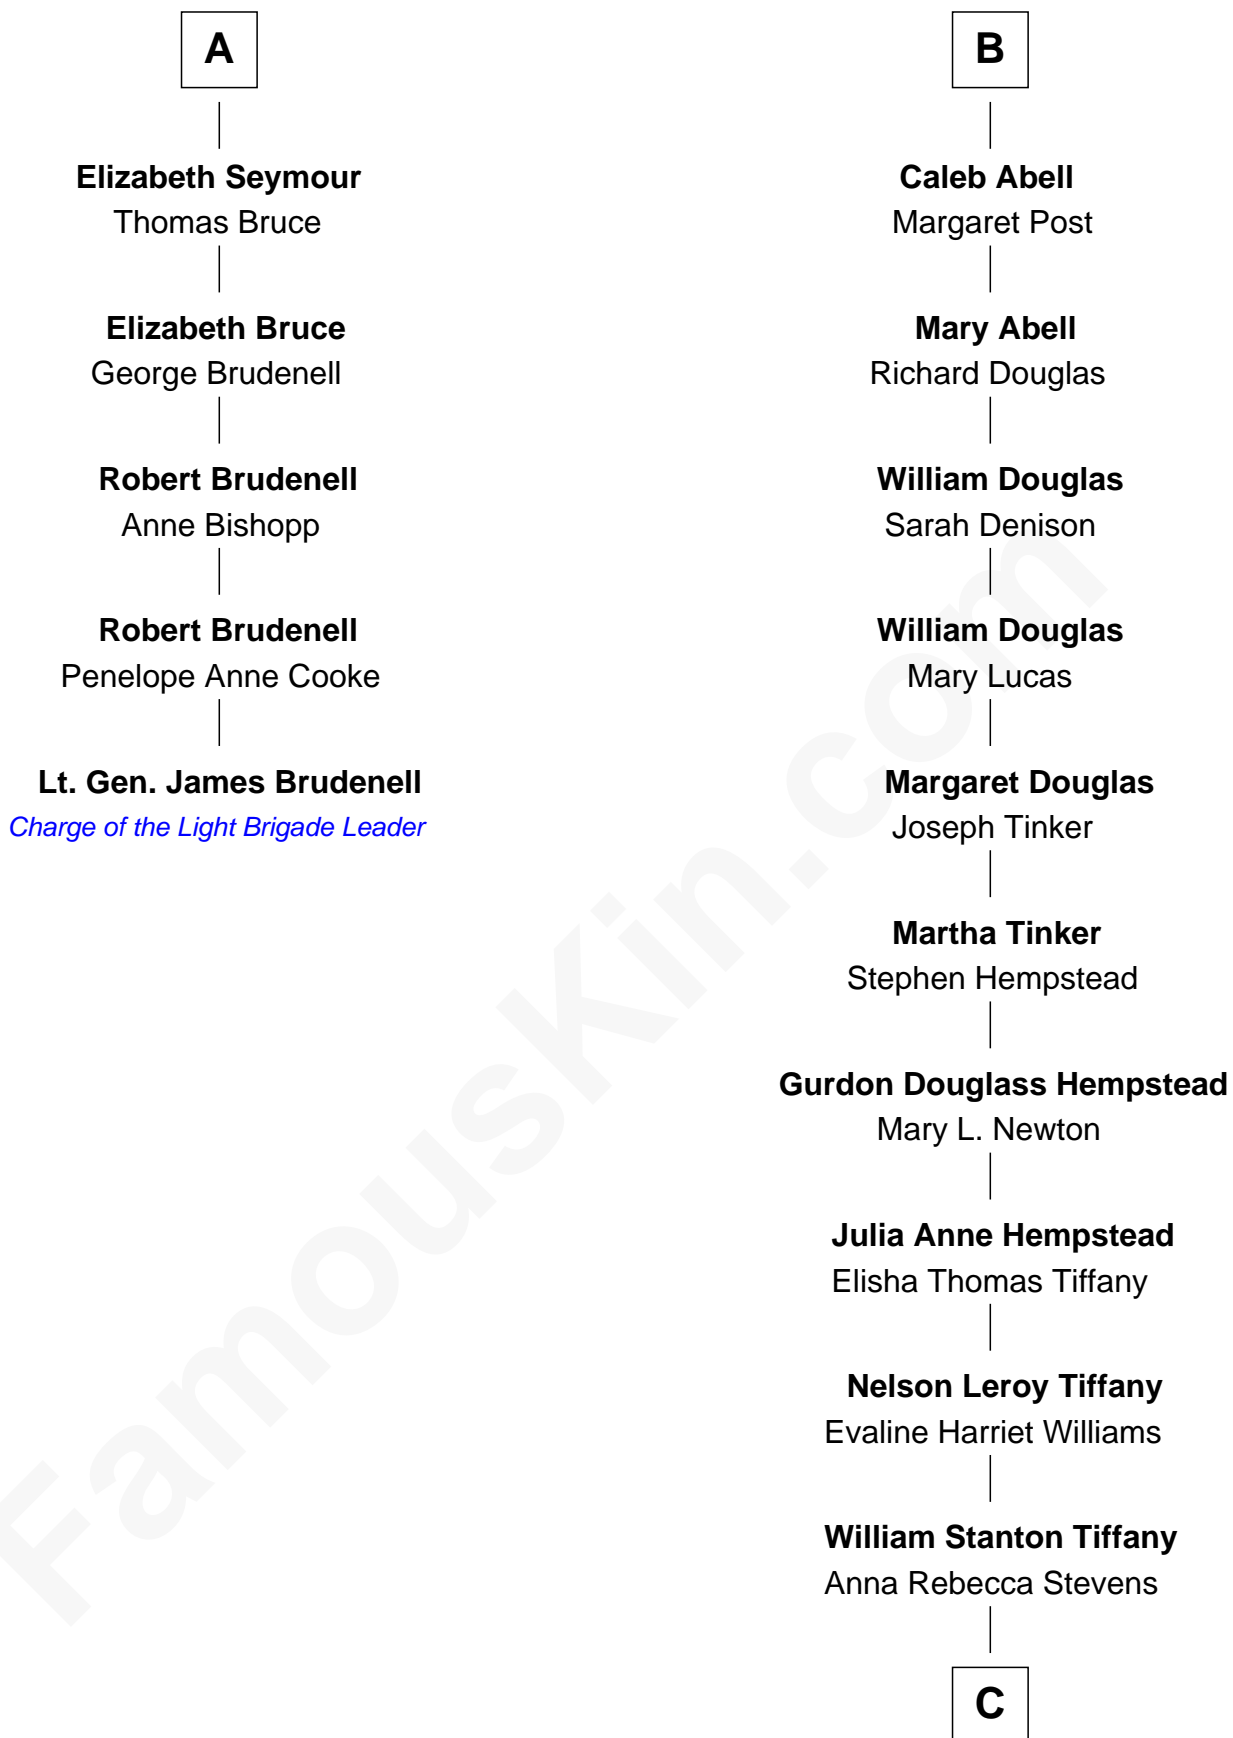 A
Elizabeth Seymour
Thomas Bruce
Elizabeth Bruce
George Brudenell
Robert Brudenell
Anne Bishopp
Robert Brudenell
Penelope Anne Cooke
Lt. Gen. James Brudenell
Charge of the Light Brigade Leader
B
Caleb Abell
Margaret Post
Mary Abell
Richard Douglas
William Douglas
Sarah Denison
William Douglas
Mary Lucas
Margaret Douglas
Joseph Tinker
Martha Tinker
Stephen Hempstead
Gurdon Douglass Hempstead
Mary L. Newton
Julia Anne Hempstead
Elisha Thomas Tiffany
Nelson Leroy Tiffany
Evaline Harriet Williams
William Stanton Tiffany
Anna Rebecca Stevens
C
FamousKin.com